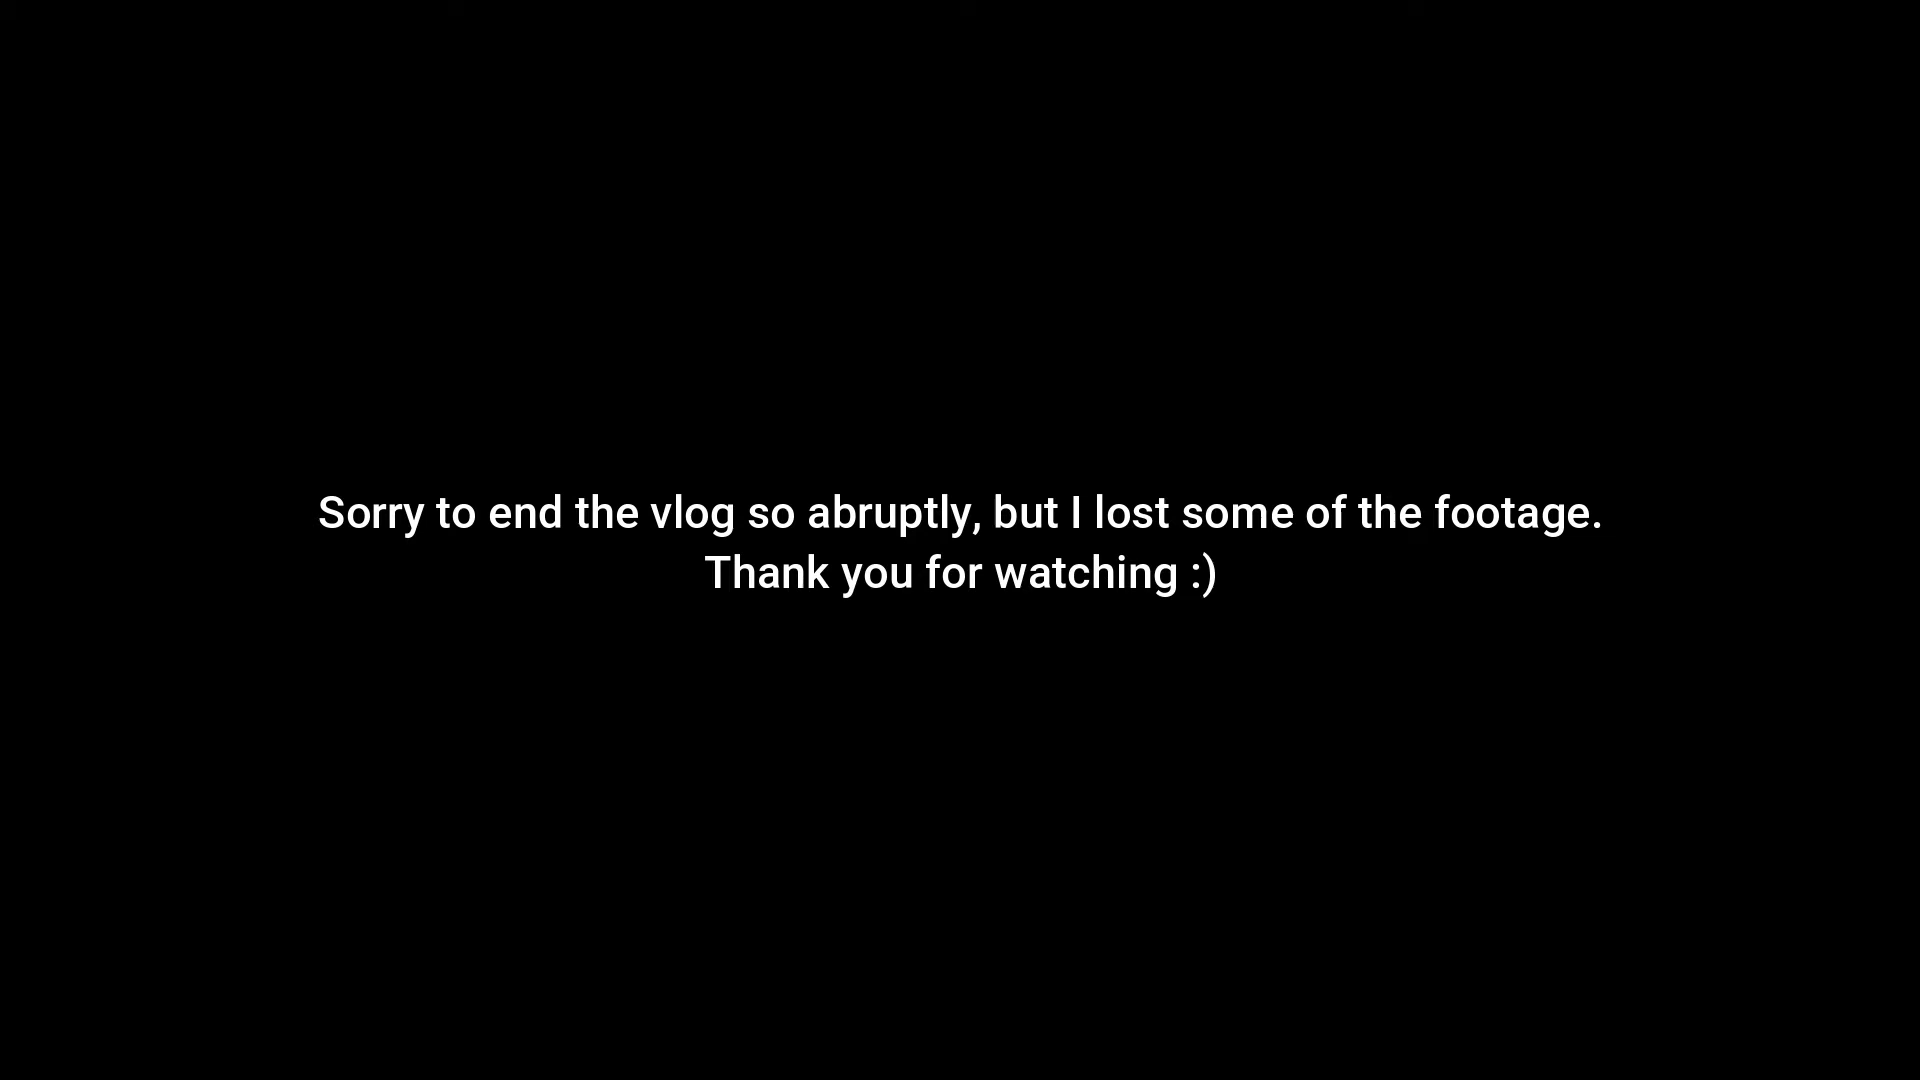 Sorry to end the vlog so abruptly, but I lost some of the footage.
Thank you for watching :)